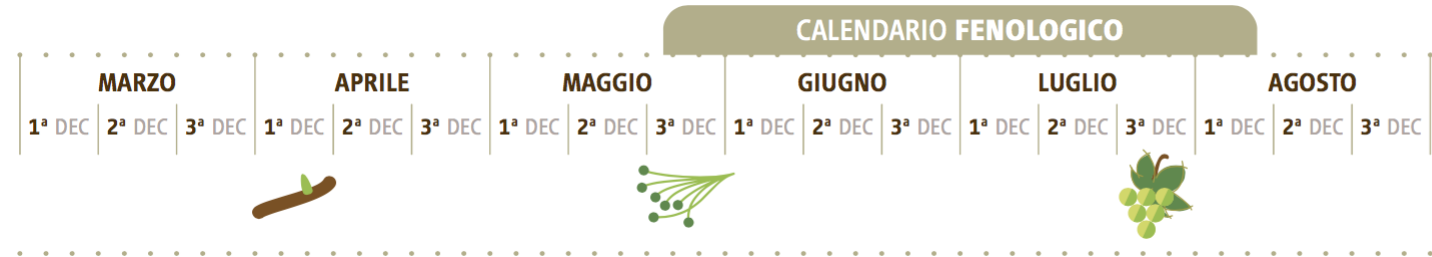 CALENDARIO FENOLOGICO
MARZO APRILE MAGGIO GIUGNO LUGLIO AGOSTO
1ª DEC 2ª DEC 3ª DEC 1ª DEC 2ª DEC 3ª DEC 1ª DEC 2ª DEC 3ª DEC 1ª DEC 2ª DEC 3ª DEC 1ª DEC 2ª DEC 3ª DEC 1ª DEC 2ª DEC 3ª DEC